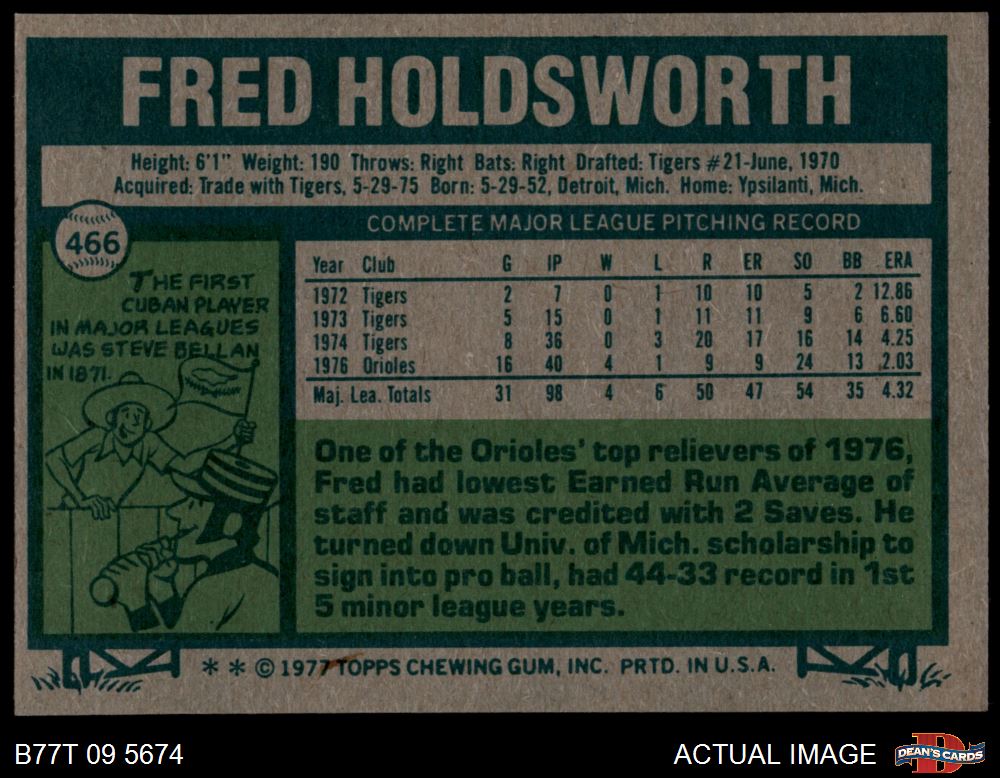 FRED HOLDSWORTH
Height: 6'1" Weight: 190 Throws: Right Bats: Right Drafted: Tigers #21-June, 1970
Acquired: Trade with Tigers, 5-29-75 Born: 5-29-52, Detroit, Mich. Home: Ypsilanti, Mich.
466
THE FIRST
CUBAN PLAYER
IN MAJOR LEAGUES
WAS STEVE BELLAN
IN 1871.
COMPLETE MAJOR LEAGUE PITCHING RECORD
Year Club G IP W L R ER SO BB ERA
1972 Tigers 2 7 0 1 10 10 5 2 12.86
1973 Tigers 5 15 0 1 11 11 9 6 6.60
1974 Tigers 8 36 0 3 20 17 16 14 4.25
1976 Orioles 16 40 4 1 9 9 24 13 2.03
Maj. Lea. Totals 31 98 4 6 50 47 54 35 4.32
One of the Orioles' top relievers of 1976,
Fred had lowest Earned Run Average of
staff and was credited with 2 Saves. He
turned down Univ. of Mich. scholarship to
sign into pro ball, had 44-33 record in 1st
5 minor league years.
* * © 1977 TOPPS CHEWING GUM, INC. PRTD. IN U.S.A.
B77T 09 5674
ACTUAL IMAGE
DEAN'S CARDS